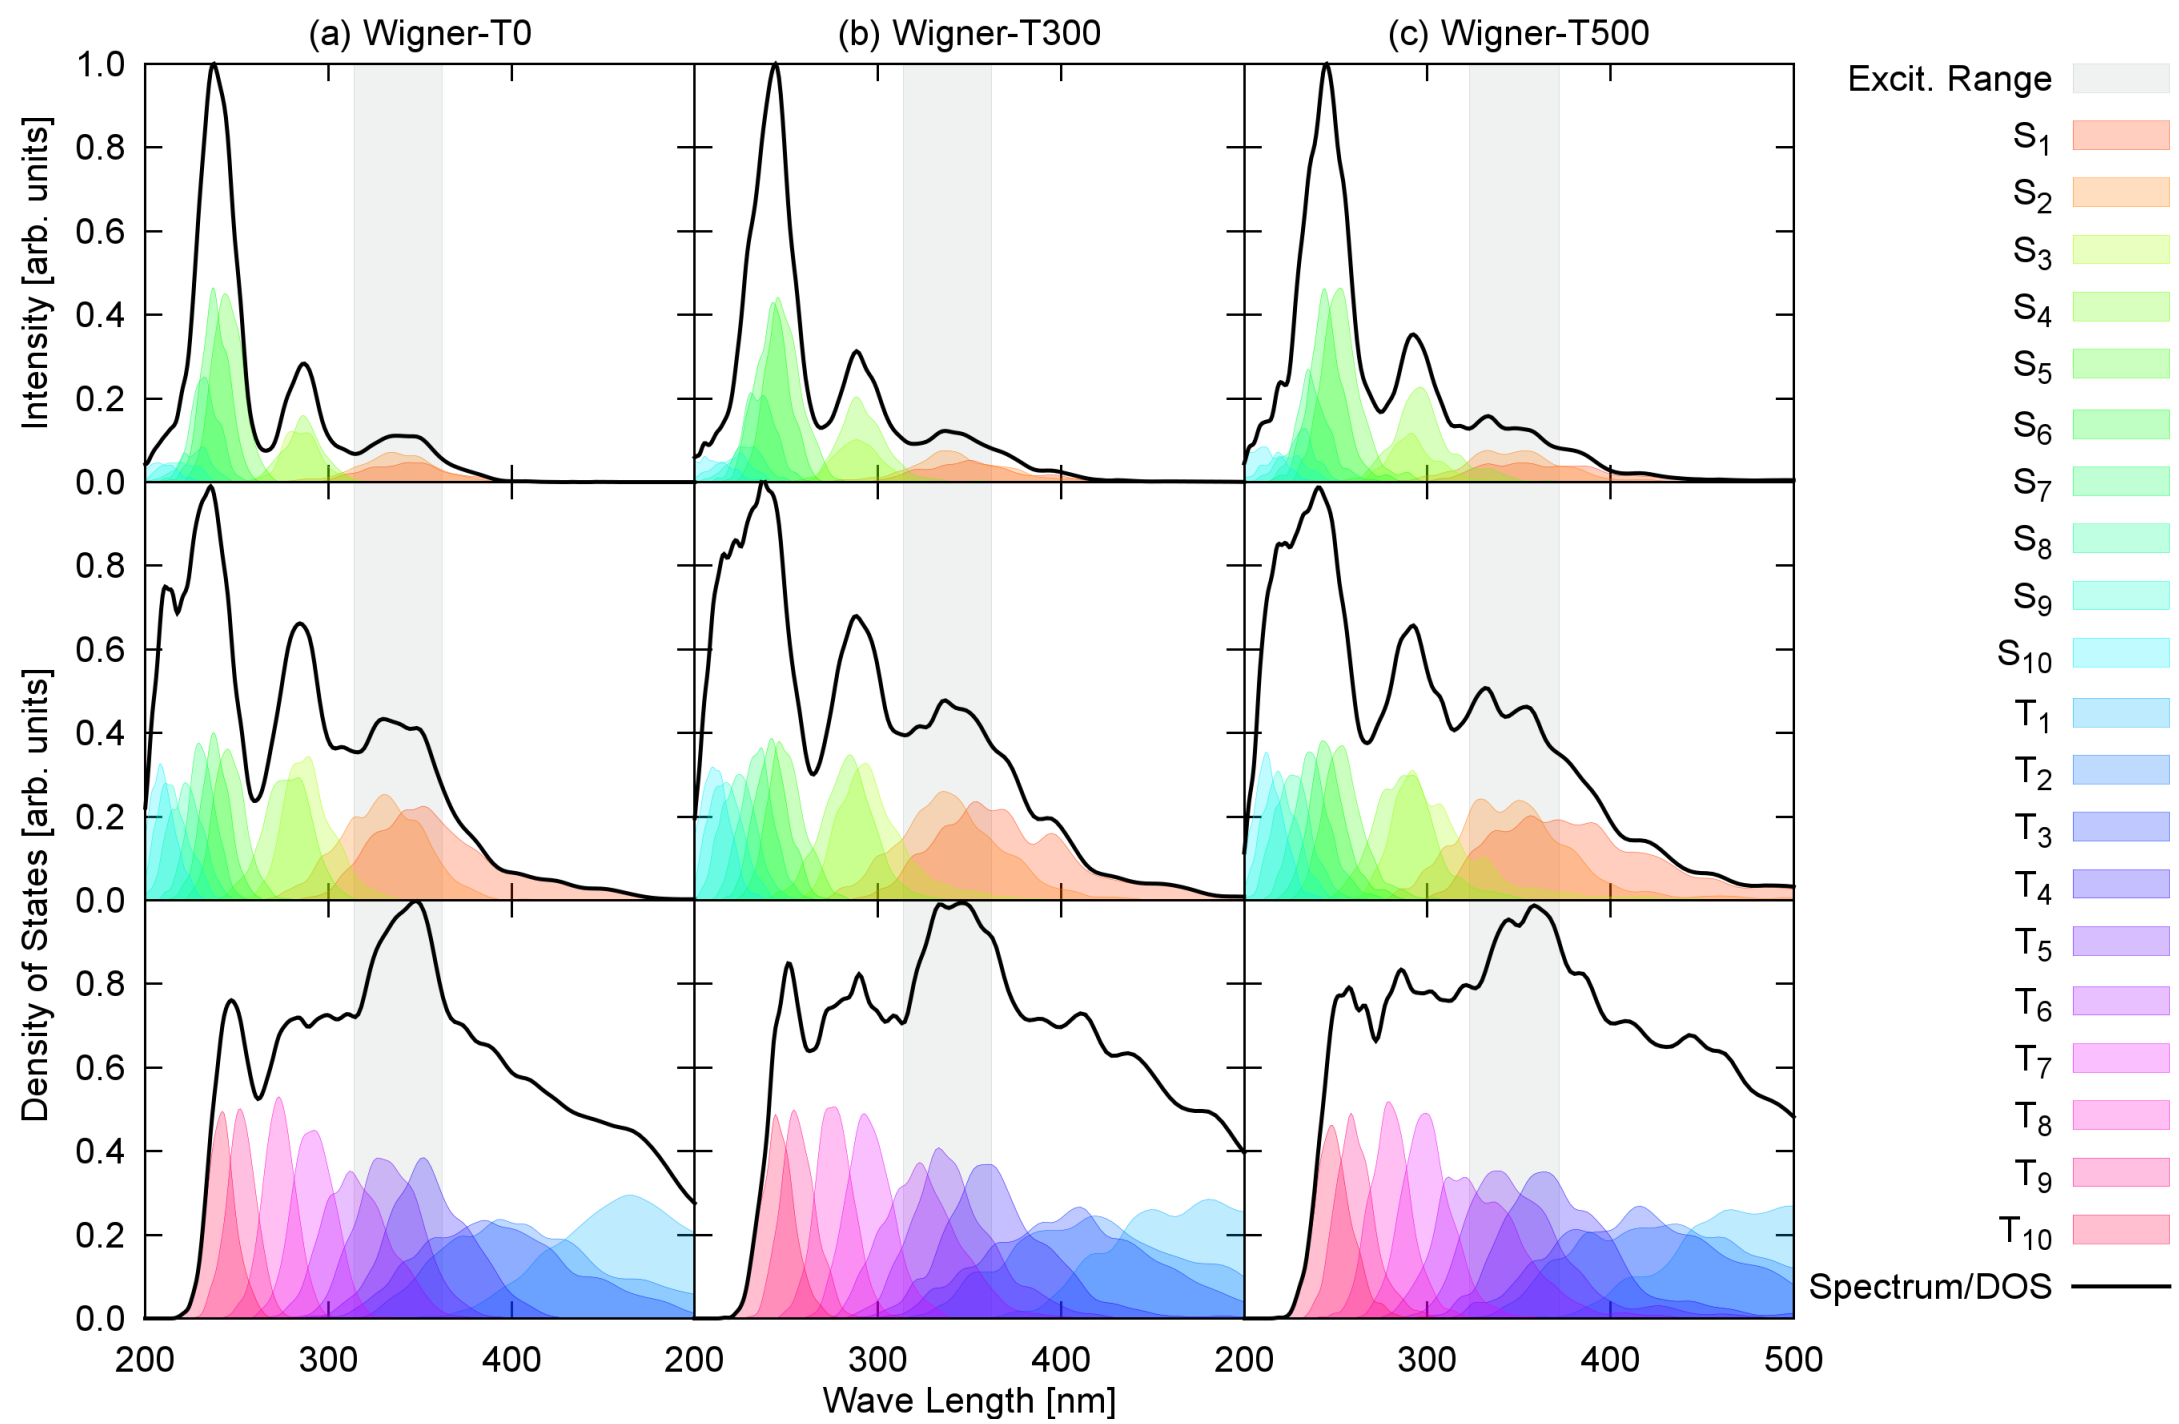 (a) Wigner-T0
(b) Wigner-T300
(c) Wigner-T500
Intensity [arb. units]
1.0
0.8
0.6
0.4
0.2
0.0
Density of States [arb. units]
0.8
0.6
0.4
0.2
0.0
0.8
0.6
0.4
0.2
0.0
200
300
400
200
300
400
200
300
400
500
Wave Length [nm]
Excit. Range
S1
S2
S3
S4
S5
S6
S7
S8
S9
S10
T1
T2
T3
T4
T5
T6
T7
T8
T9
T10
Spectrum/DOS